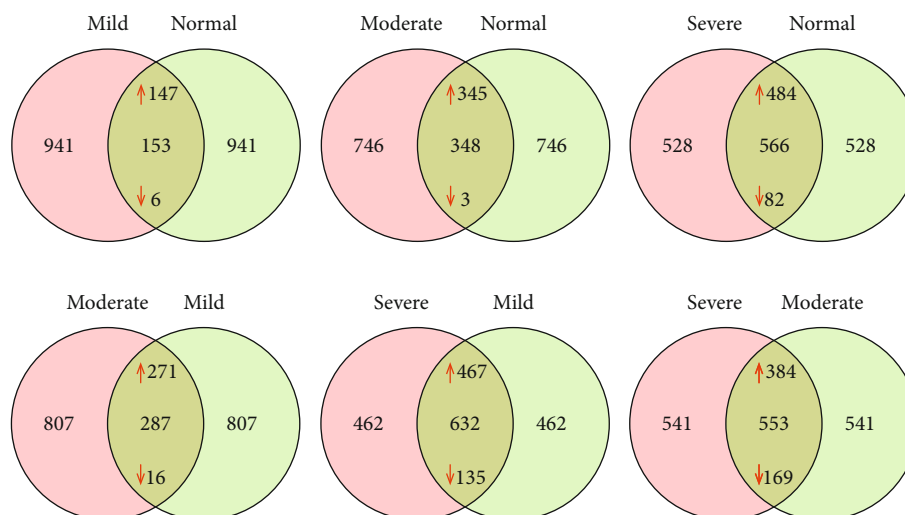 Mild Normal Moderate Normal Severe Normal
↑147 ↑345 ↑484
941 153 941 746 348 746 528 566 528
↓6 ↓3 ↓82
Moderate Mild Severe Mild Severe Moderate
↑271 ↑467 ↑384
807 287 807 462 632 462 541 553 541
↓16 ↓135 ↓169